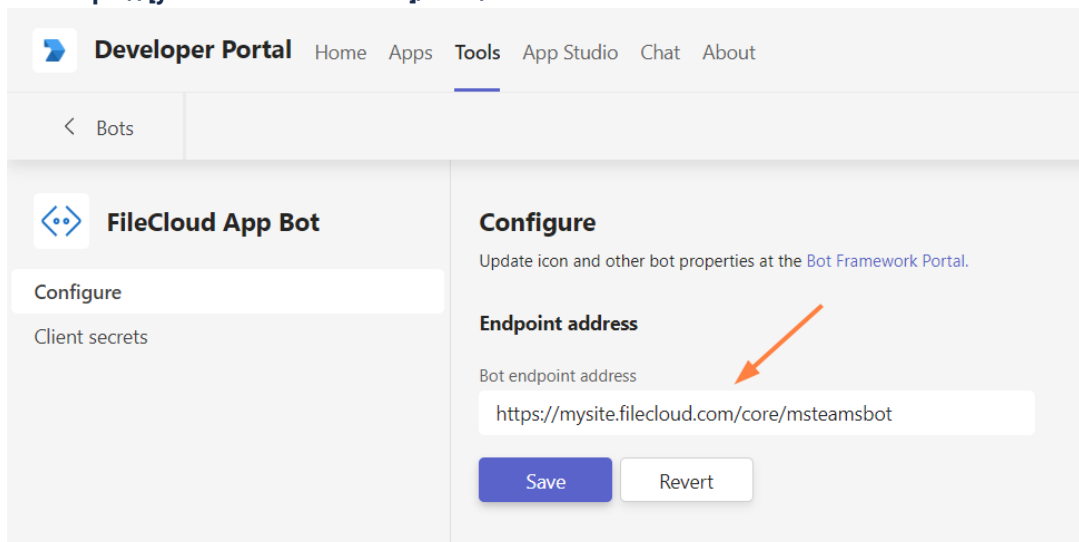 Developer Portal Home Apps Tools App Studio Chat About
Bots
FileCloud App Bot
Configure
Client secrets
Configure
Update icon and other bot properties at the Bot Framework Portal.
Endpoint address
Bot endpoint address
https://mysite.filecloud.com/core/msteamsbot
Save Revert